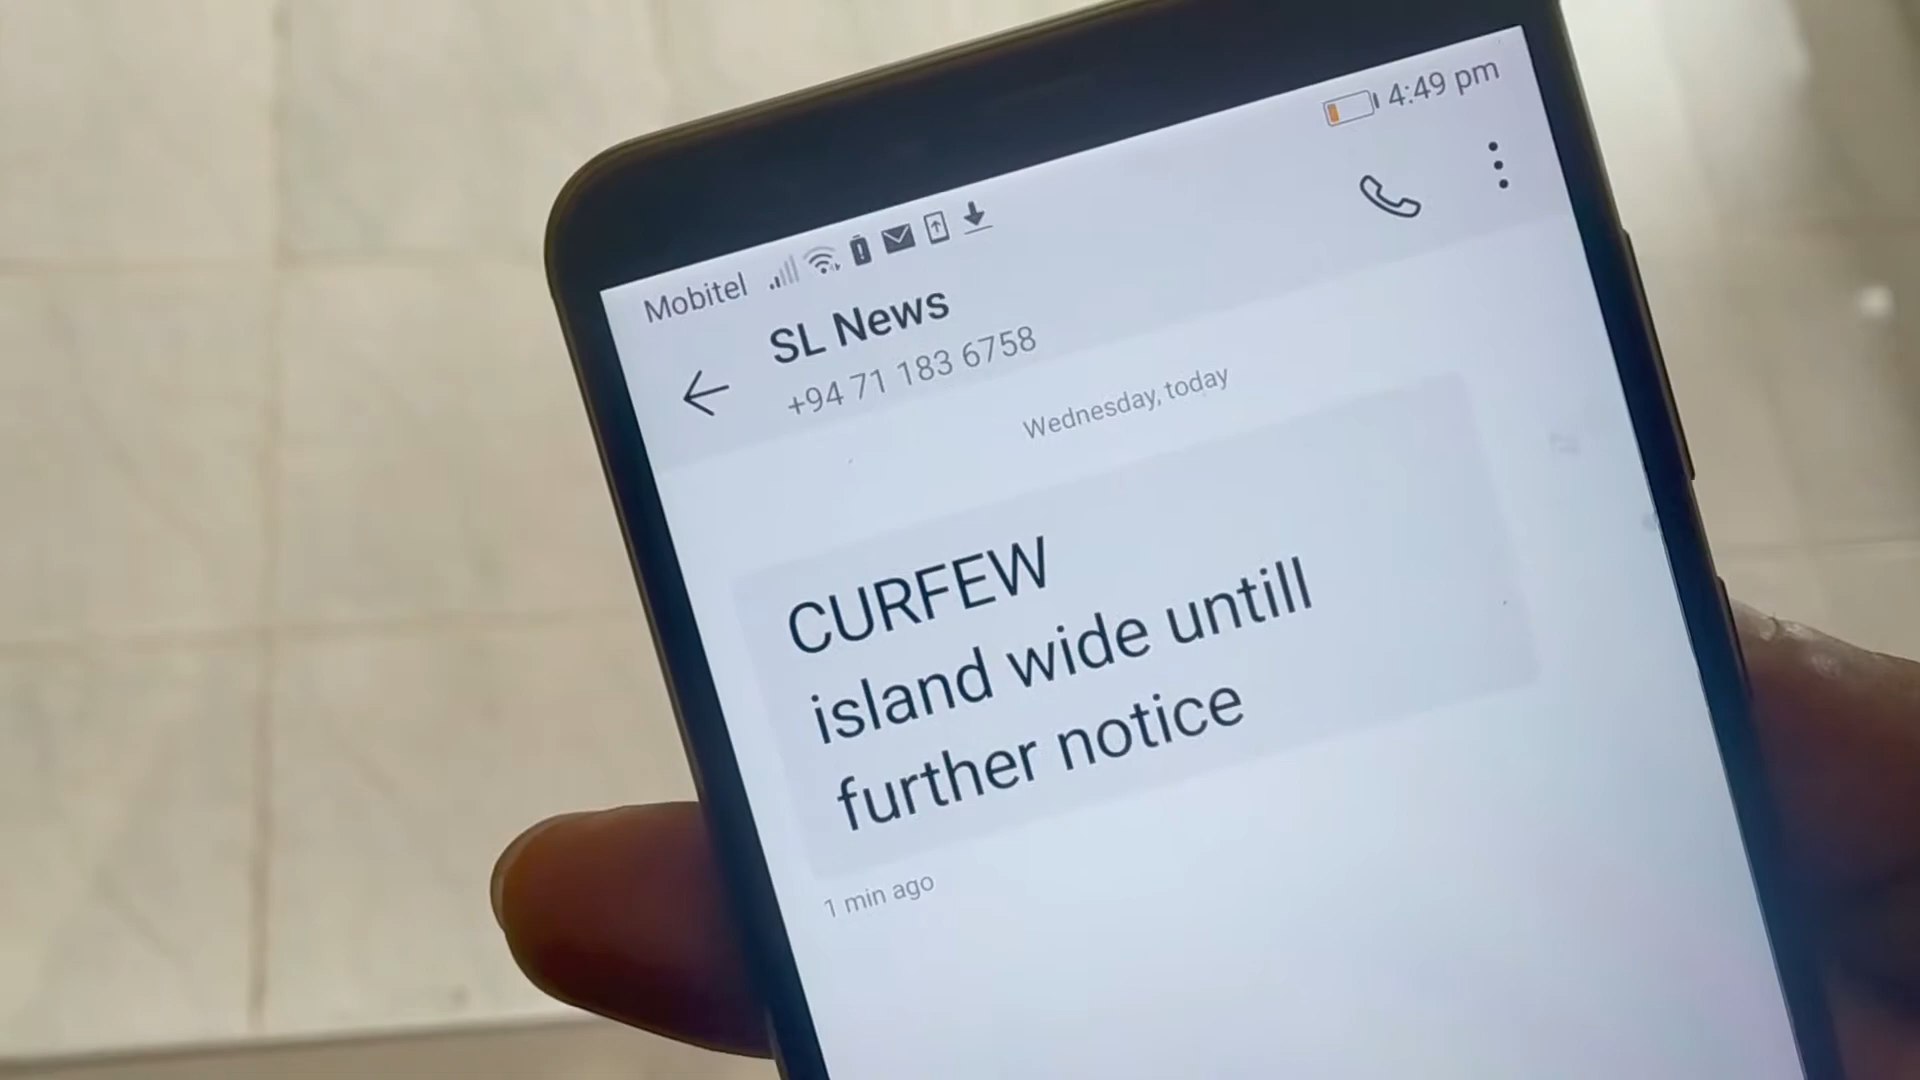 Mobitel 4:49 pm
SL News
+94 71 183 6758
Wednesday, today
CURFEW
island wide untill
further notice
1 min ago